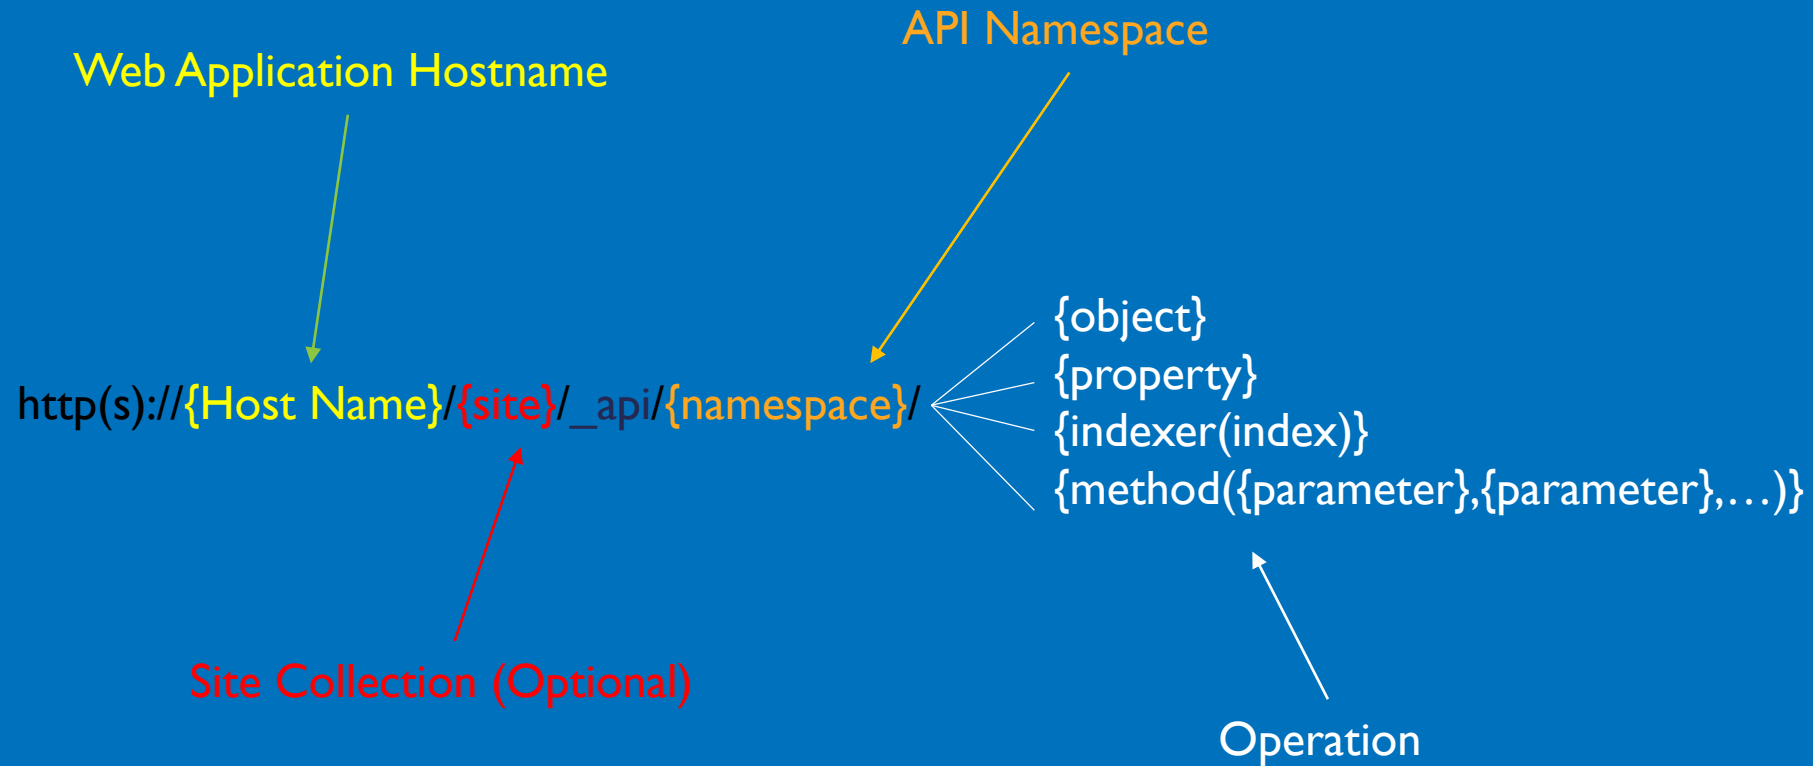 API Namespace
Web Application Hostname
{object}
{property}
http(s)://{Host Name}/{site}/_api/{namespace}/
{indexer(index)}
{method({parameter},{parameter},…)}
Site Collection (Optional)
Operation